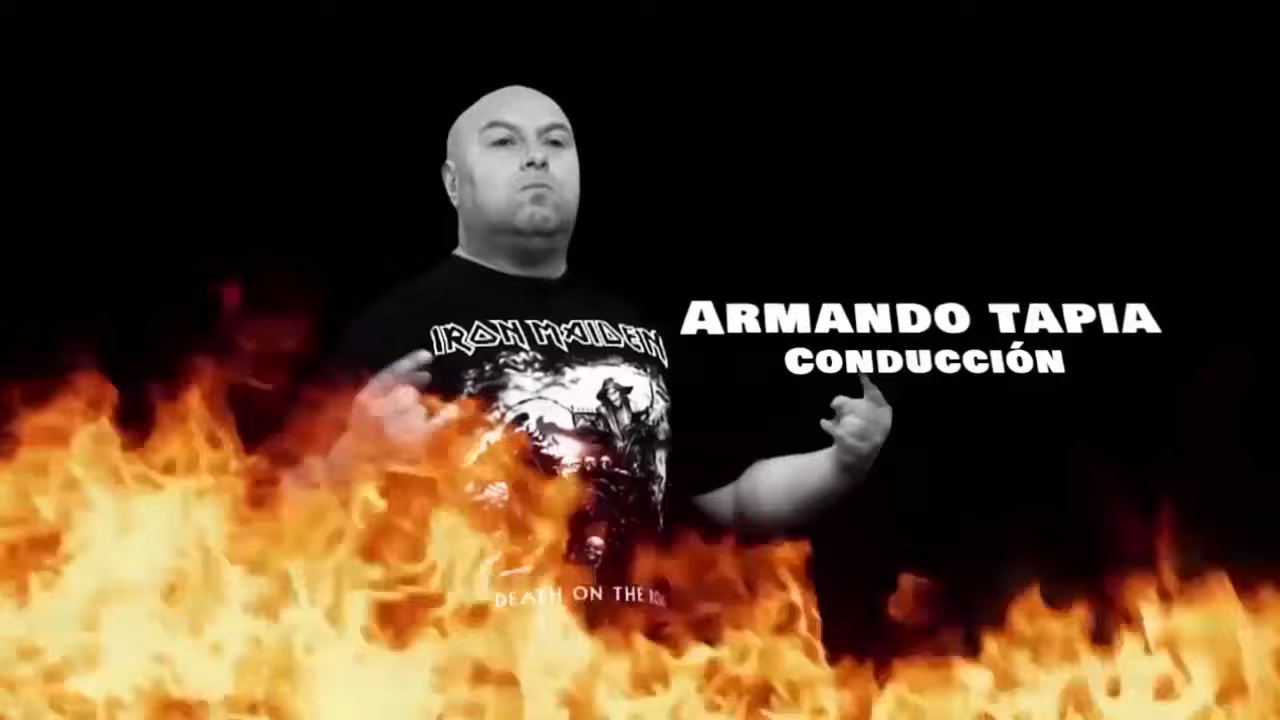 ARMANDO TAPIA
CONDUCCIÓN
IRON MAIDEN
DEATH ON THE